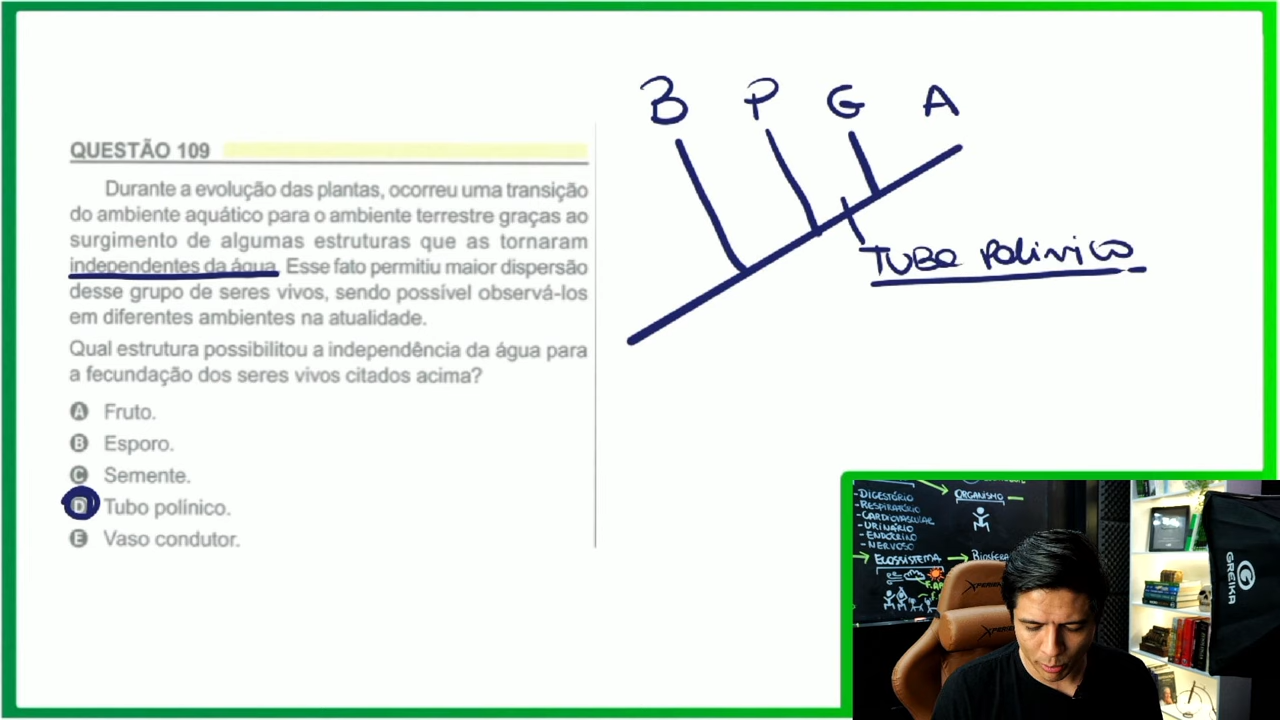 QUESTÃO 109
Durante a evolução das plantas, ocorreu uma transição
do ambiente aquático para o ambiente terrestre graças ao
surgimento de algumas estruturas que as tornaram
independentes da água. Esse fato permitiu maior dispersão
desse grupo de seres vivos, sendo possível observá-los
em diferentes ambientes na atualidade.
Qual estrutura possibilitou a independência da água para
a fecundação dos seres vivos citados acima?
A Fruto.
B Esporo.
C Semente.
D Tubo polínico.
E Vaso condutor.
B P G A
TUBO POLÍNICO
-DIGESTÓRIO
-RESPIRATÓRIO
-CARDIOVASCULAR
-URINÁRIO
-ENDÓCRINO
-NERVOSO
ORGANISMO
ECOSSISTEMA
BIOSFERA
GREIKA